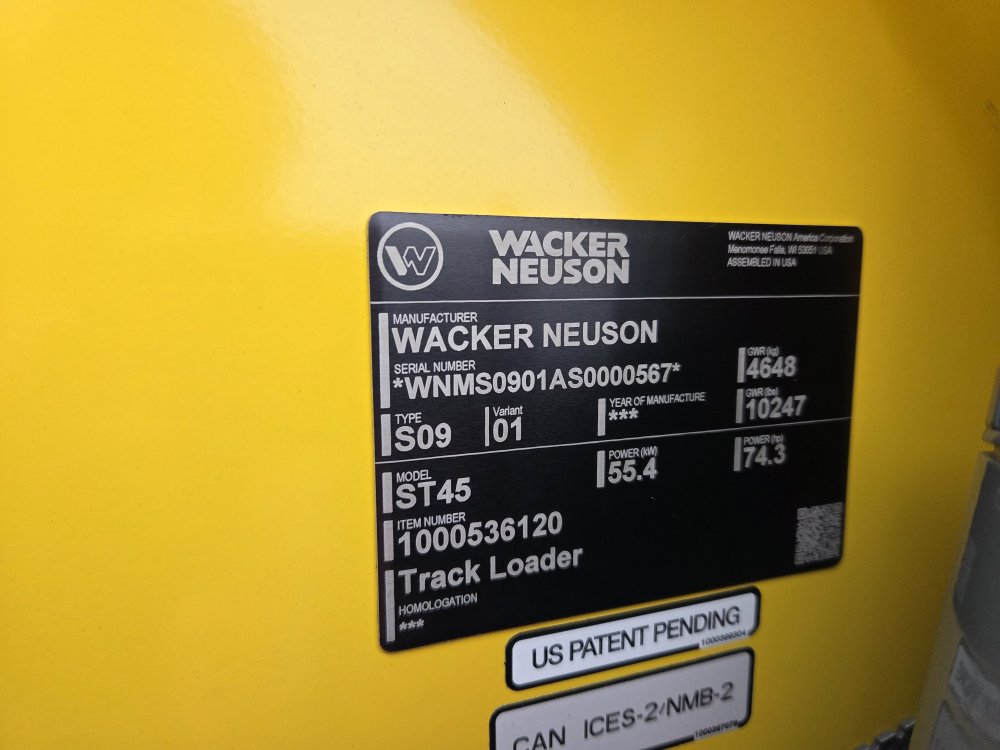 WACKER
NEUSON
WACKER NEUSON America Corporation
Menomonee Falls, WI 53051 USA
ASSEMBLED IN USA
MANUFACTURER
WACKER NEUSON
SERIAL NUMBER
*WNMS0901AS0000567*
GWR (kg)
4648
TYPE
S09
Variant
01
YEAR OF MANUFACTURE
***
GWR (lbs)
10247
MODEL
ST45
POWER (kW)
55.4
POWER (hp)
74.3
ITEM NUMBER
1000536120
Track Loader
HOMOLOGATION
***
US PATENT PENDING
1000399304
CAN ICES-2/NMB-2